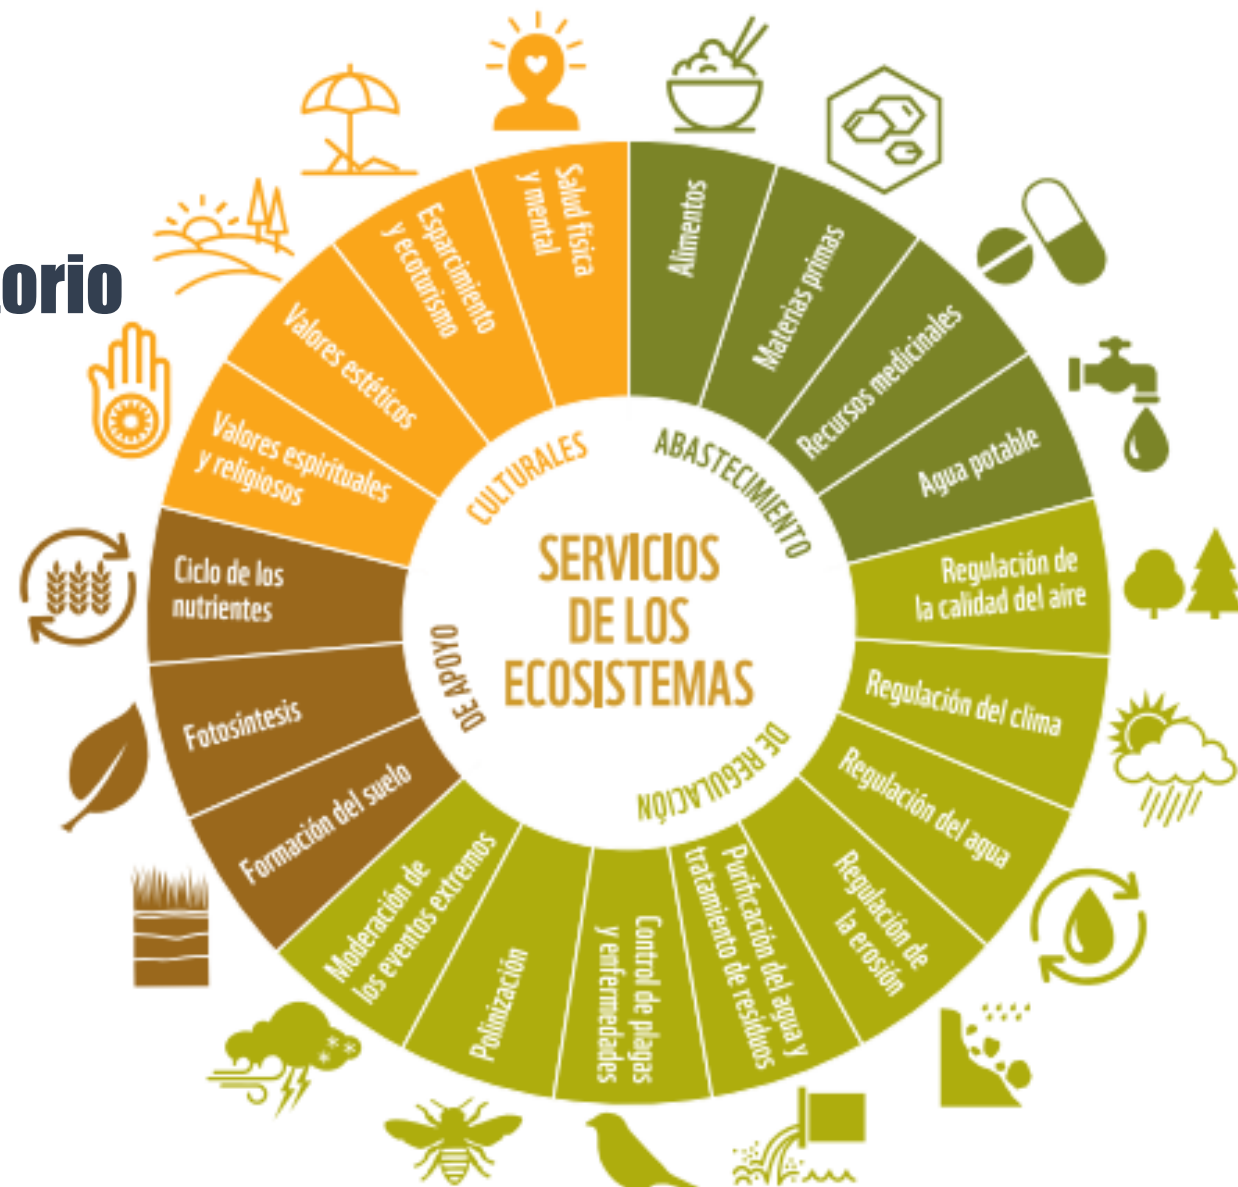 orio
SERVICIOS
DE LOS
ECOSISTEMAS
ABASTECIMIENTO
Alimentos
Materias primas
Recursos medicinales
Agua potable
DE REGULACIÓN
Regulación de
la calidad del aire
Regulación del clima
Regulación del agua
Regulación de
la erosión
Purificación del agua y
tratamiento de residuos
Control de plagas
y enfermedades
Polinización
Moderación de
los eventos extremos
DE APOYO
Formación del suelo
Fotosíntesis
Ciclo de los
nutrientes
CULTURALES
Valores espirituales
y religiosos
Valores estéticos
Esparcimiento
y ecoturismo
Salud física
y mental